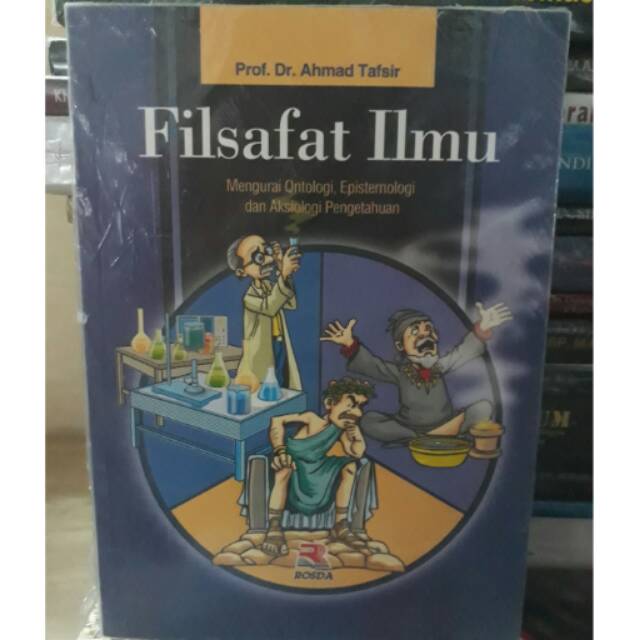 Prof. Dr. Ahmad Tafsir
Filsafat Ilmu
Mengurai Ontologi, Epistemologi
dan Aksiologi Pengetahuan
R
ROSDA